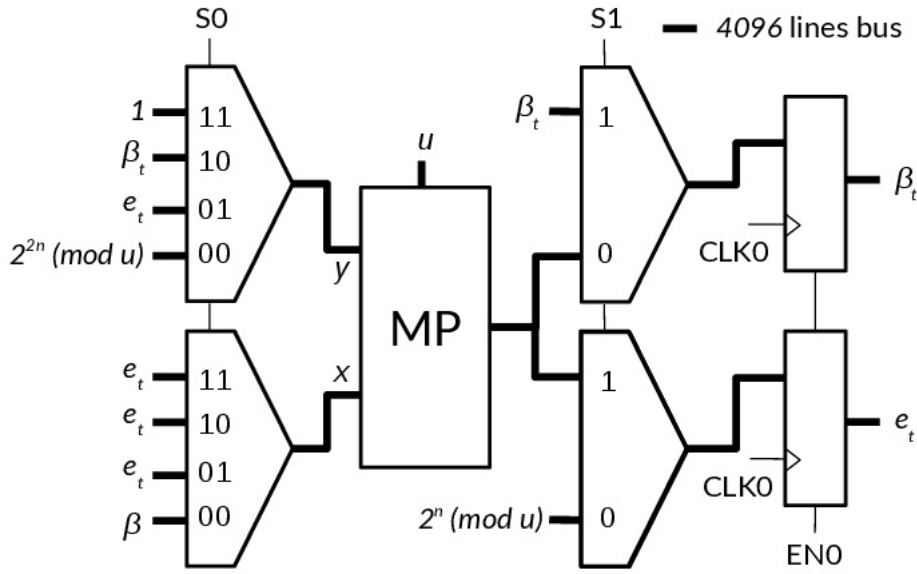 S0
S1
4096 lines bus
1
11
β_t
10
e_t
01
2^{2n} (mod u)
00
u
y
MP
x
β_t
1
0
CLK0
β_t
e_t
11
e_t
10
e_t
01
β
00
1
2^n (mod u)
0
CLK0
e_t
EN0